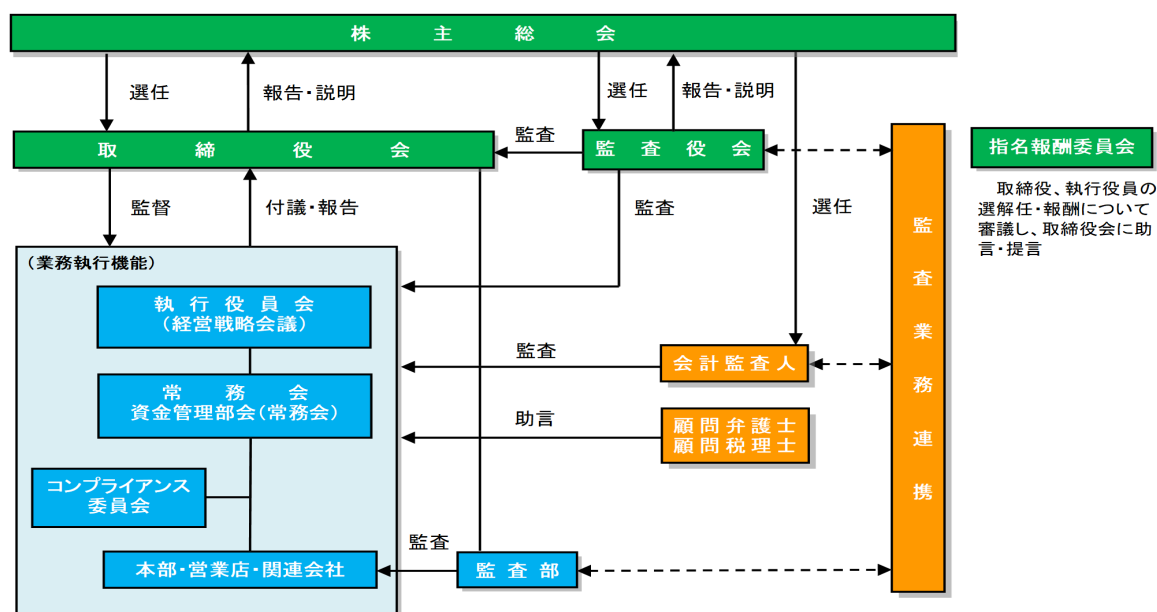 株主総会
選任
報告・説明
選任
報告・説明
取締役会
監査
監査役会
指名報酬委員会
取締役、執行役員の
選解任・報酬について
審議し、取締役会に助
言・提言
監督
付議・報告
監査
選任
監査業務連携
(業務執行機能)
執行役員会
(経営戦略会議)
監査
会計監査人
常務会
資金管理部会(常務会)
助言
顧問弁護士
顧問税理士
コンプライアンス
委員会
監査
本部・営業店・関連会社
監査部